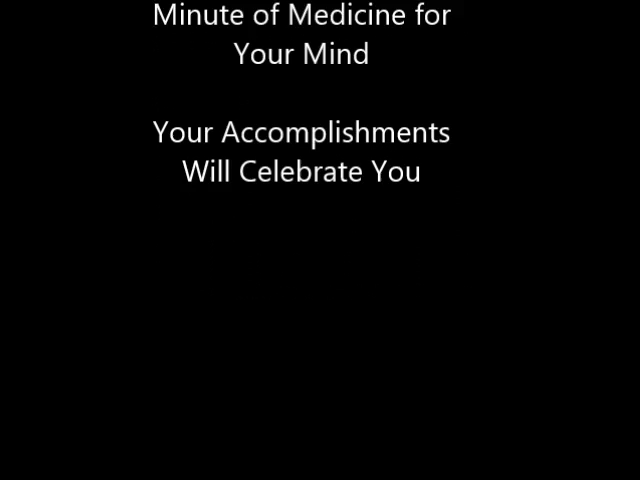 Minute of Medicine for
Your Mind
Your Accomplishments
Will Celebrate You